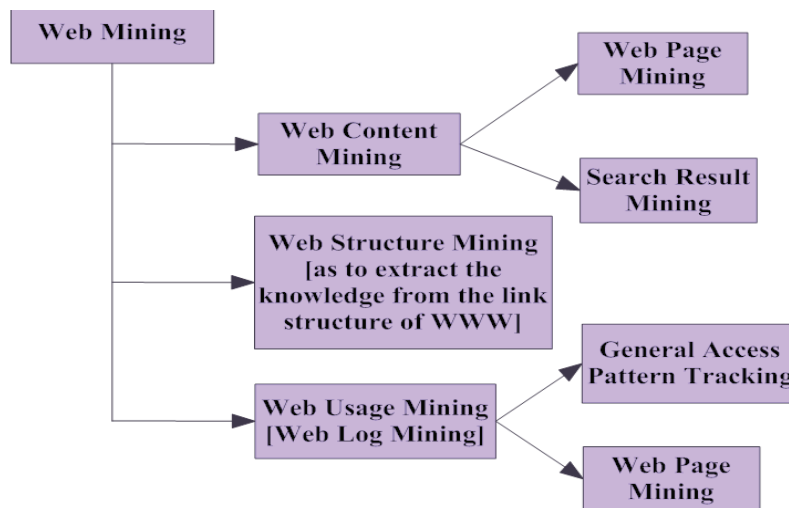 Web Mining
Web Page
Mining
Web Content
Mining
Search Result
Mining
Web Structure Mining
[as to extract the
knowledge from the link
structure of WWW]
General Access
Pattern Tracking
Web Usage Mining
[Web Log Mining]
Web Page
Mining